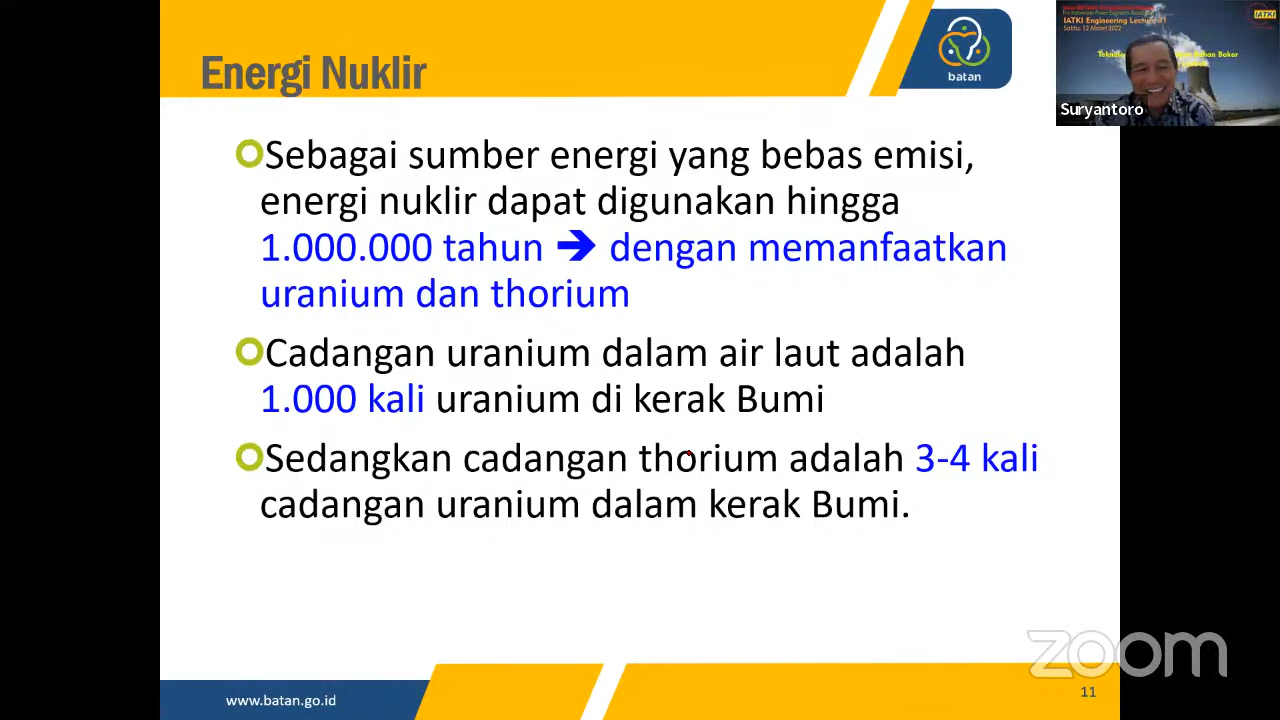 Energi Nuklir
batan
Sebagai sumber energi yang bebas emisi,
energi nuklir dapat digunakan hingga
1.000.000 tahun ➔ dengan memanfaatkan
uranium dan thorium
Cadangan uranium dalam air laut adalah
1.000 kali uranium di kerak Bumi
Sedangkan cadangan thorium adalah 3-4 kali
cadangan uranium dalam kerak Bumi.
www.batan.go.id
11
IATKI Engineering Lecture
Sabtu, 12 Maret 2022
IATKI
Bahan Bakar
Suryantoro
zoom